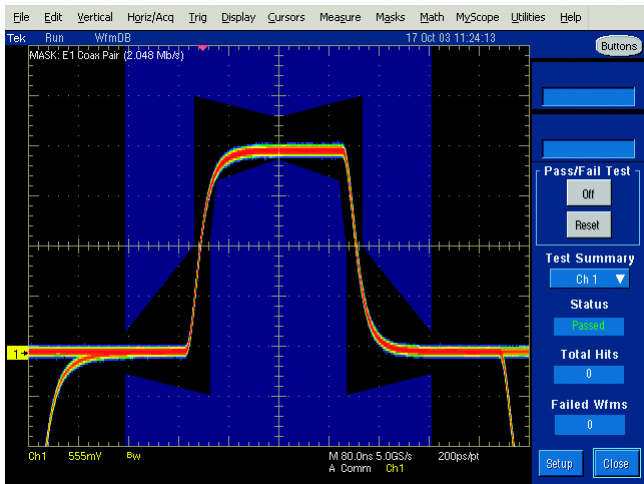 File Edit Vertical Horiz/Acq Trig Display Cursors Measure Masks Math MyScope Utilities Help
Tek Run WfmDB 17 Oct 03 11:24:13 Buttons
MASK: E1 Coax Pair (2.048 Mb/s)
Pass/Fail Test
Off
Reset
Test Summary
Ch 1
Status
Passed
1
Total Hits
0
Failed Wfms
0
Ch1 555mV BW M 80.0ns 5.0GS/s 200ps/pt
A Comm Ch1
Setup Close